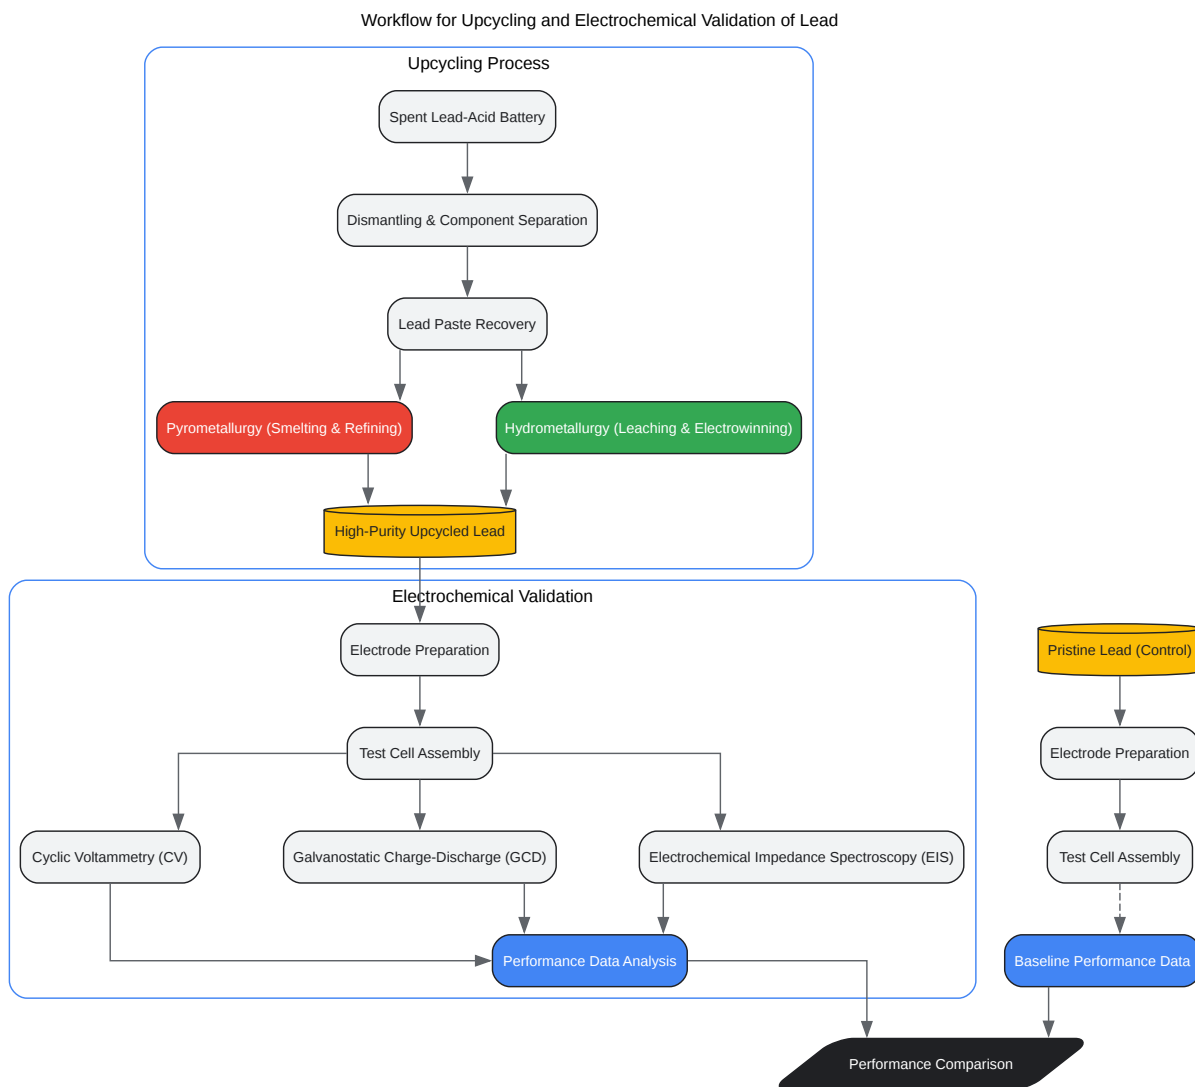 Workflow for Upcycling and Electrochemical Validation of Lead
Upcycling Process
Spent Lead-Acid Battery
Dismantling & Component Separation
Lead Paste Recovery
Pyrometallurgy (Smelting & Refining)
Hydrometallurgy (Leaching & Electrowinning)
High-Purity Upcycled Lead
Electrochemical Validation
Electrode Preparation
Test Cell Assembly
Cyclic Voltammetry (CV)
Galvanostatic Charge-Discharge (GCD)
Electrochemical Impedance Spectroscopy (EIS)
Performance Data Analysis
Pristine Lead (Control)
Electrode Preparation
Test Cell Assembly
Baseline Performance Data
Performance Comparison